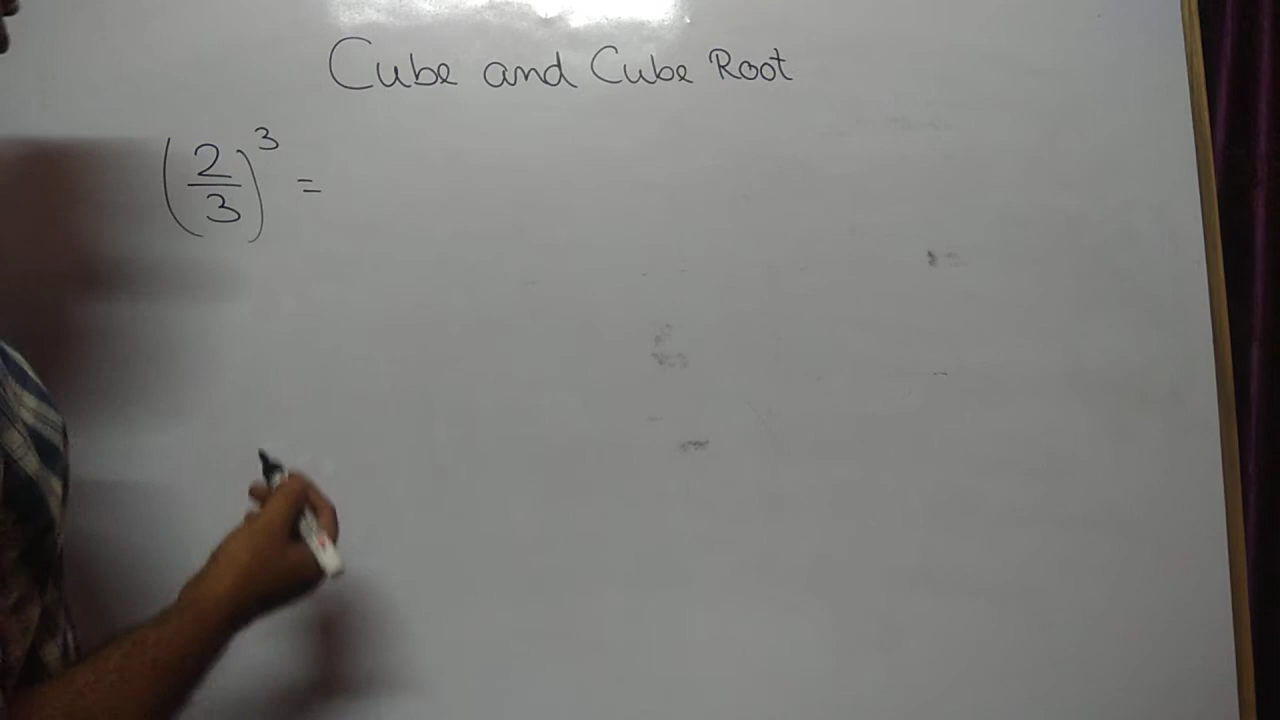 Cube and Cube Root
(2/3)³ =